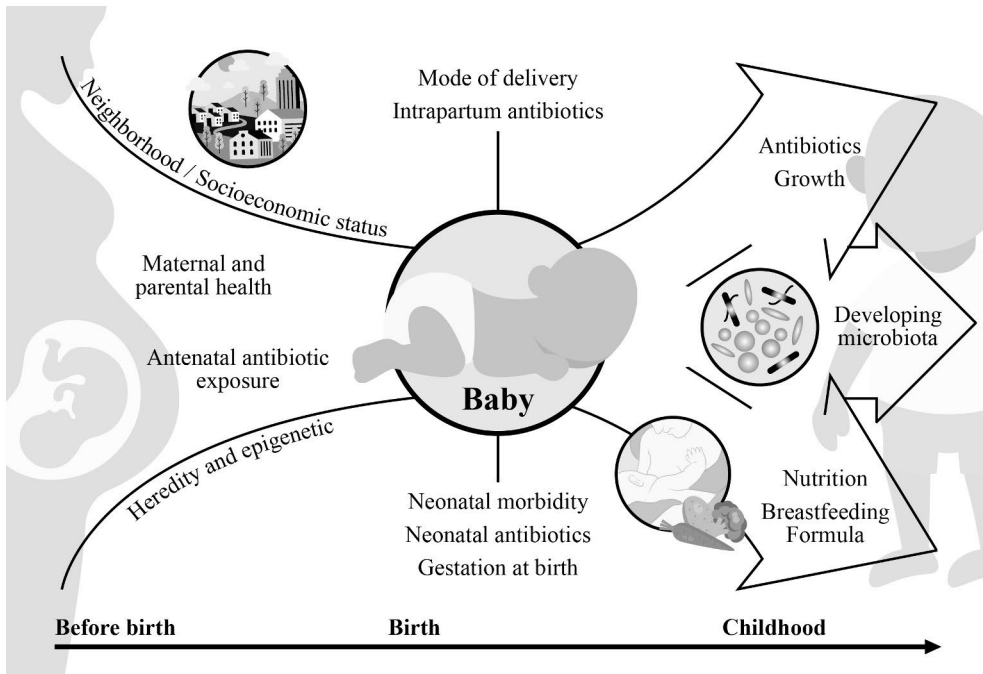 Neighborhood / Socioeconomic status
Mode of delivery
Intrapartum antibiotics
Antibiotics
Growth
Maternal and
parental health
Developing
microbiota
Antenatal antibiotic
exposure
Baby
Heredity and epigenetic
Neonatal morbidity
Neonatal antibiotics
Gestation at birth
Nutrition
Breastfeeding
Formula
Before birth
Birth
Childhood